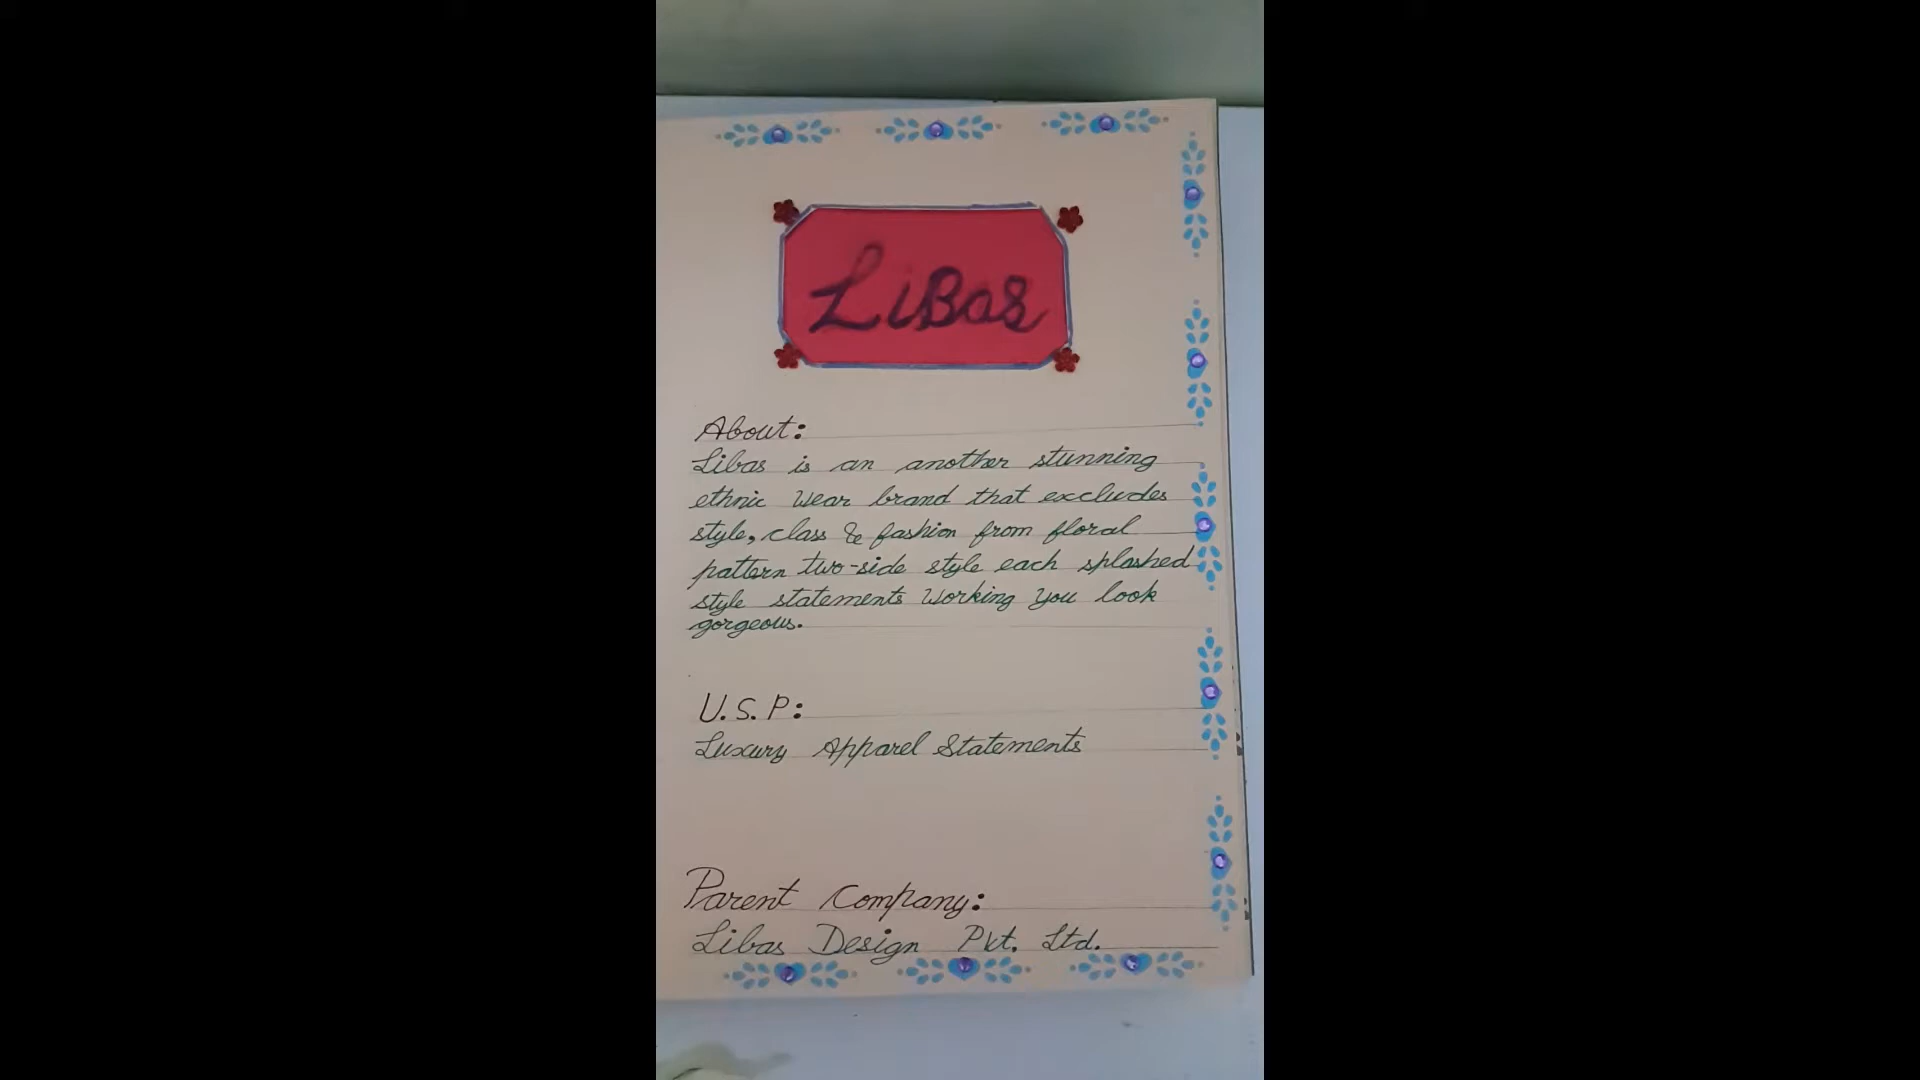 LiBas
About:
Libas is an another stunning
ethnic wear brand that excludes
style, class & fashion from floral
pattern two-side style each splashed
style statements working you look
gorgeous.
U.S.P:
Luxury Apparel Statements
Parent Company:
Libas Design Pvt. Ltd.